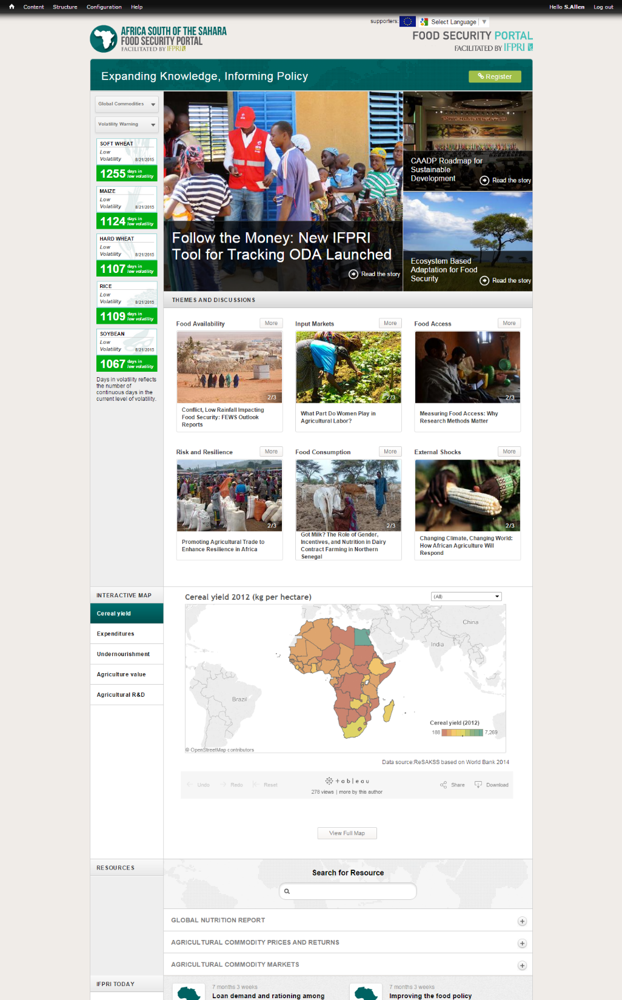 Content Structure Configuration Help
Hello S.Allen Log out
supporters: Select Language ▼
AFRICA SOUTH OF THE SAHARA
FOOD SECURITY PORTAL
FACILITATED BY IFPRI
FOOD SECURITY PORTAL
FACILITATED BY IFPRI
Expanding Knowledge, Informing Policy
Register
Global Commodities
Volatility Warning
SOFT WHEAT
Low
Volatility 8/21/2015
1255 days in
low volatility
MAIZE
Low
Volatility 8/21/2015
1124 days in
low volatility
HARD WHEAT
Low
Volatility 8/21/2015
1107 days in
low volatility
RICE
Low
Volatility 8/21/2015
1109 days in
low volatility
SOYBEAN
Low
Volatility 8/21/2015
1067 days in
low volatility
Days in volatility reflects
the number of
continuous days in the
current level of volatility.
Follow the Money: New IFPRI
Tool for Tracking ODA Launched
Read the story
CAADP Roadmap for
Sustainable
Development
Read the story
Ecosystem Based
Adaptation for Food
Security
Read the story
THEMES AND DISCUSSIONS
Food Availability More
2/3
Conflict, Low Rainfall Impacting
Food Security: FEWS Outlook
Reports
Input Markets More
2/3
What Part Do Women Play in
Agricultural Labor?
Food Access More
2/3
Measuring Food Access: Why
Research Methods Matter
Risk and Resilience More
2/3
Promoting Agricultural Trade to
Enhance Resilience in Africa
Food Consumption More
2/3
Got Milk? The Role of Gender,
Incentives, and Nutrition in Dairy
Contract Farming in Northern
Senegal
External Shocks More
2/3
Changing Climate, Changing World:
How African Agriculture Will
Respond
INTERACTIVE MAP
Cereal yield
Expenditures
Undernourishment
Agriculture value
Agricultural R&D
Cereal yield 2012 (kg per hectare)
(All)
China
India
Brazil
Cereal yield (2012)
188 7,269
© OpenStreetMap contributors
Data source:ReSAKSS based on World Bank 2014
Undo Redo Reset
+ableau
278 views | more by this author
Share Download
View Full Map
RESOURCES
Search for Resource
GLOBAL NUTRITION REPORT
AGRICULTURAL COMMODITY PRICES AND RETURNS
AGRICULTURAL COMMODITY MARKETS
IFPRI TODAY
7 months 3 weeks
Loan demand and rationing among
7 months 3 weeks
Improving the food policy